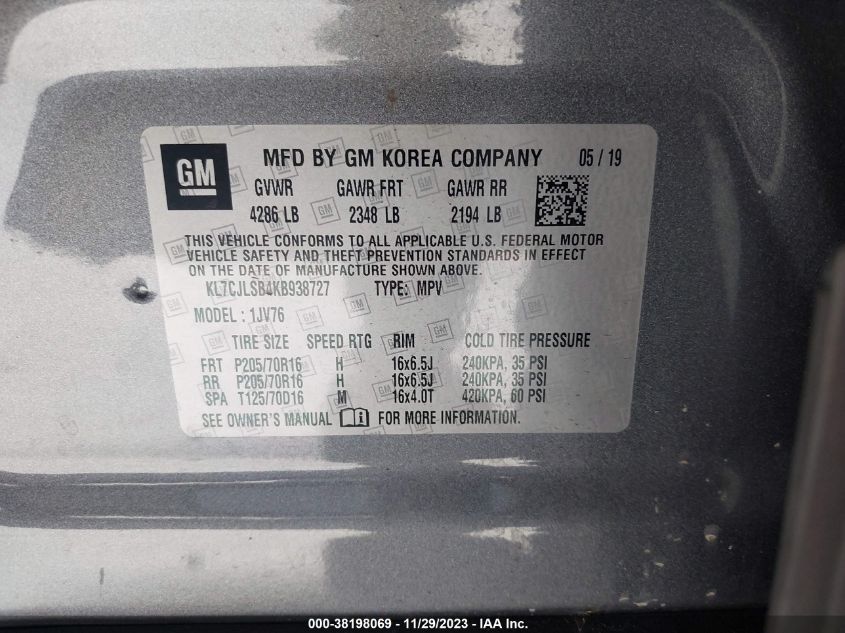 GM MFD BY GM KOREA COMPANY 05 / 19
GVWR GAWR FRT GAWR RR
4286 LB 2348 LB 2194 LB
THIS VEHICLE CONFORMS TO ALL APPLICABLE U.S. FEDERAL MOTOR
VEHICLE SAFETY AND THEFT PREVENTION STANDARDS IN EFFECT
ON THE DATE OF MANUFACTURE SHOWN ABOVE.
KL7CJLSB4KB938727 TYPE: MPV
MODEL : 1JV76
TIRE SIZE SPEED RTG RIM COLD TIRE PRESSURE
FRT P205/70R16 H 16x6.5J 240KPA, 35 PSI
RR P205/70R16 H 16x6.5J 240KPA, 35 PSI
SPA T125/70D16 M 16x4.0T 420KPA, 60 PSI
SEE OWNER'S MANUAL FOR MORE INFORMATION.
000-38198069 - 11/29/2023 - IAA Inc.